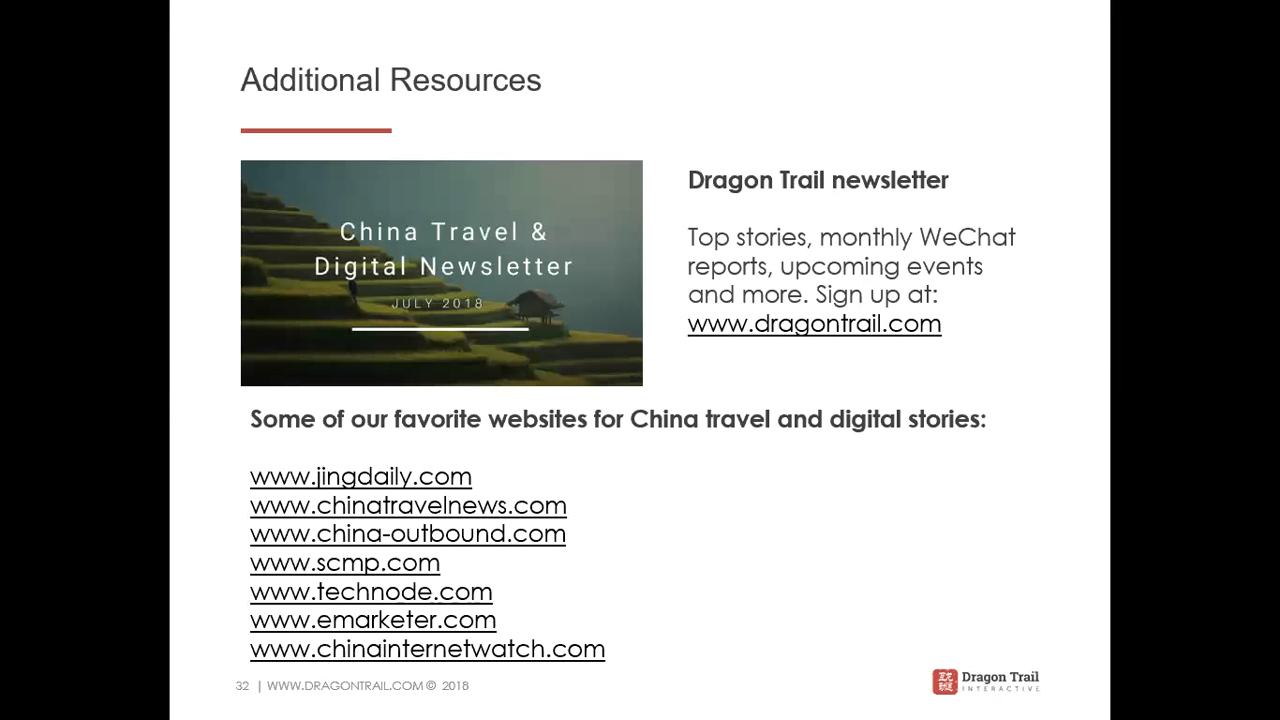 Additional Resources
China Travel &
Digital Newsletter
JULY 2018
Dragon Trail newsletter
Top stories, monthly WeChat
reports, upcoming events
and more. Sign up at:
www.dragontrail.com
Some of our favorite websites for China travel and digital stories:
www.jingdaily.com
www.chinatravelnews.com
www.china-outbound.com
www.scmp.com
www.technode.com
www.emarketer.com
www.chinainternetwatch.com
32 | WWW.DRAGONTRAIL.COM © 2018
Dragon Trail
INTERACTIVE